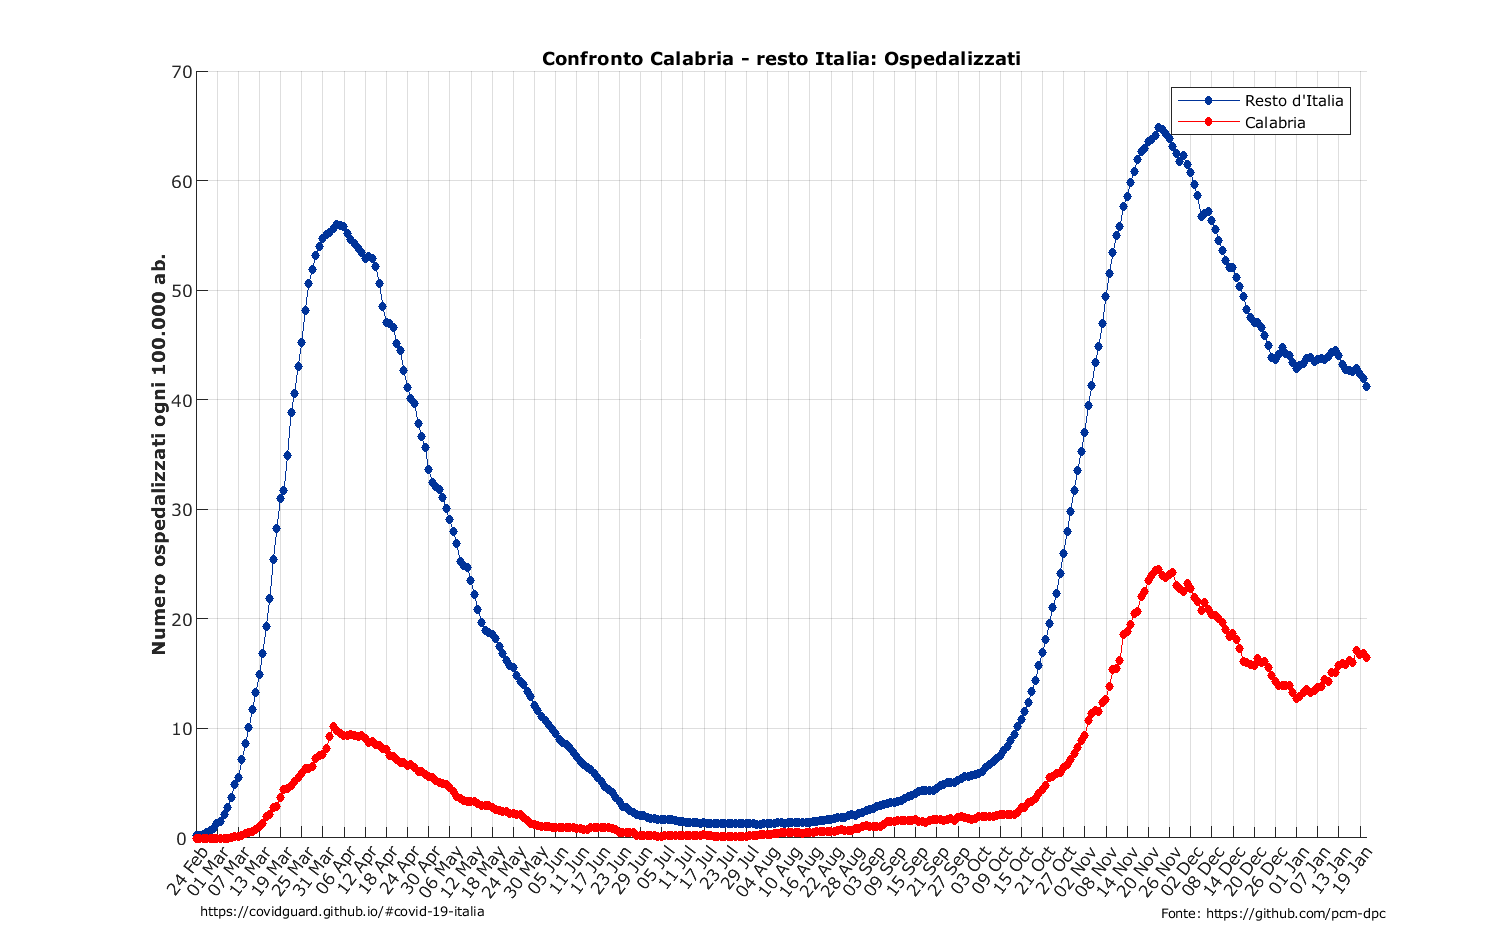 Confronto Calabria - resto Italia: Ospedalizzati
Numero ospedalizzati ogni 100.000 ab.
70
60
50
40
30
20
10
0
Resto d'Italia
Calabria
24 Feb
01 Mar
07 Mar
13 Mar
19 Mar
25 Mar
31 Mar
06 Apr
12 Apr
18 Apr
24 Apr
30 Apr
06 May
12 May
18 May
24 May
30 May
05 Jun
11 Jun
17 Jun
23 Jun
29 Jun
05 Jul
11 Jul
17 Jul
23 Jul
29 Jul
04 Aug
10 Aug
16 Aug
22 Aug
28 Aug
03 Sep
09 Sep
15 Sep
21 Sep
27 Sep
03 Oct
09 Oct
15 Oct
21 Oct
27 Oct
02 Nov
08 Nov
14 Nov
20 Nov
26 Nov
02 Dec
08 Dec
14 Dec
20 Dec
26 Dec
01 Jan
07 Jan
13 Jan
19 Jan
https://covidguard.github.io/#covid-19-italia
Fonte: https://github.com/pcm-dpc